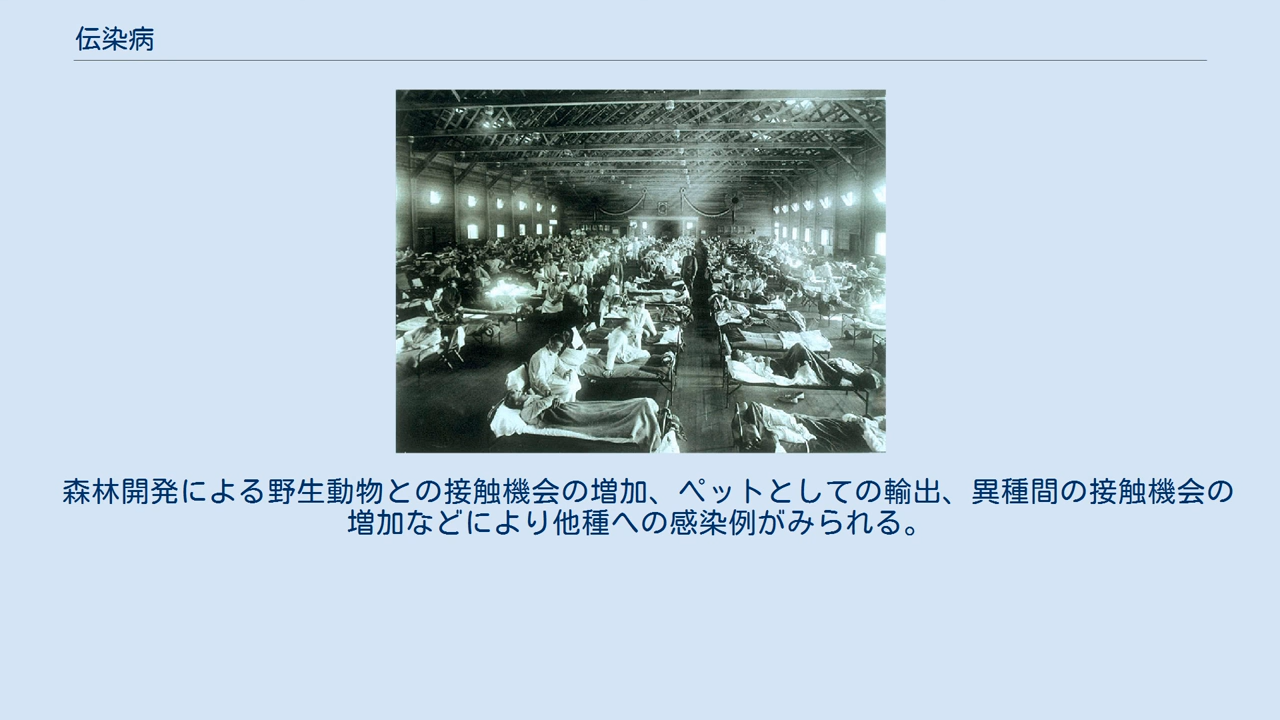 伝染病
森林開発による野生動物との接触機会の増加、ペットとしての輸出、異種間の接触機会の
増加などにより他種への感染例がみられる。